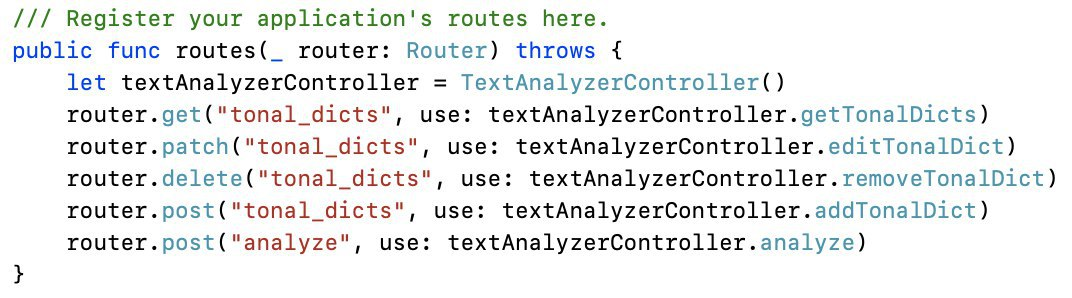 /// Register your application's routes here.
public func routes(_ router: Router) throws {
    let textAnalyzerController = TextAnalyzerController()
    router.get("tonal_dicts", use: textAnalyzerController.getTonalDicts)
    router.patch("tonal_dicts", use: textAnalyzerController.editTonalDict)
    router.delete("tonal_dicts", use: textAnalyzerController.removeTonalDict)
    router.post("tonal_dicts", use: textAnalyzerController.addTonalDict)
    router.post("analyze", use: textAnalyzerController.analyze)
}